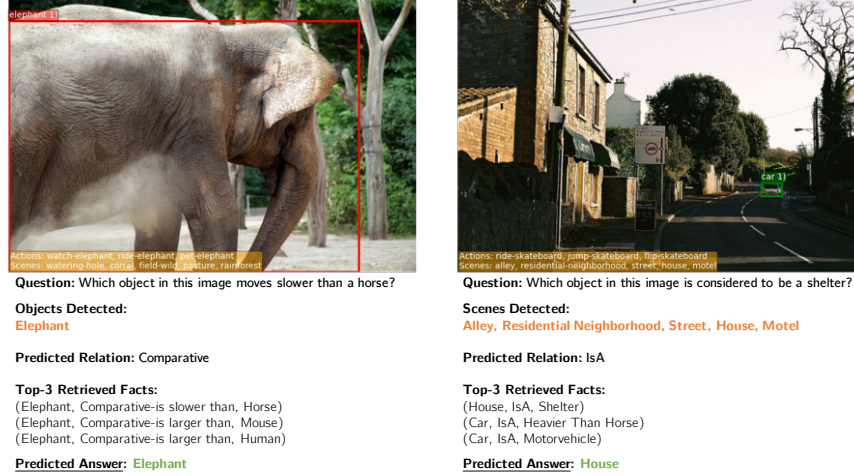 elephant 1)
Actions: watch-elephant, ride-elephant, pet-elephant
Scenes: watering-hole, corral, field-wild, pasture, rainforest
Question: Which object in this image moves slower than a horse?
Objects Detected:
Elephant
Predicted Relation: Comparative
Top-3 Retrieved Facts:
(Elephant, Comparative-is slower than, Horse)
(Elephant, Comparative-is larger than, Mouse)
(Elephant, Comparative-is larger than, Human)
Predicted Answer: Elephant
car 1)
Actions: ride-skateboard, jump-skateboard, flip-skateboard
Scenes: alley, residential-neighborhood, street, house, motel
Question: Which object in this image is considered to be a shelter?
Scenes Detected:
Alley, Residential Neighborhood, Street, House, Motel
Predicted Relation: IsA
Top-3 Retrieved Facts:
(House, IsA, Shelter)
(Car, IsA, Heavier Than Horse)
(Car, IsA, Motorvehicle)
Predicted Answer: House